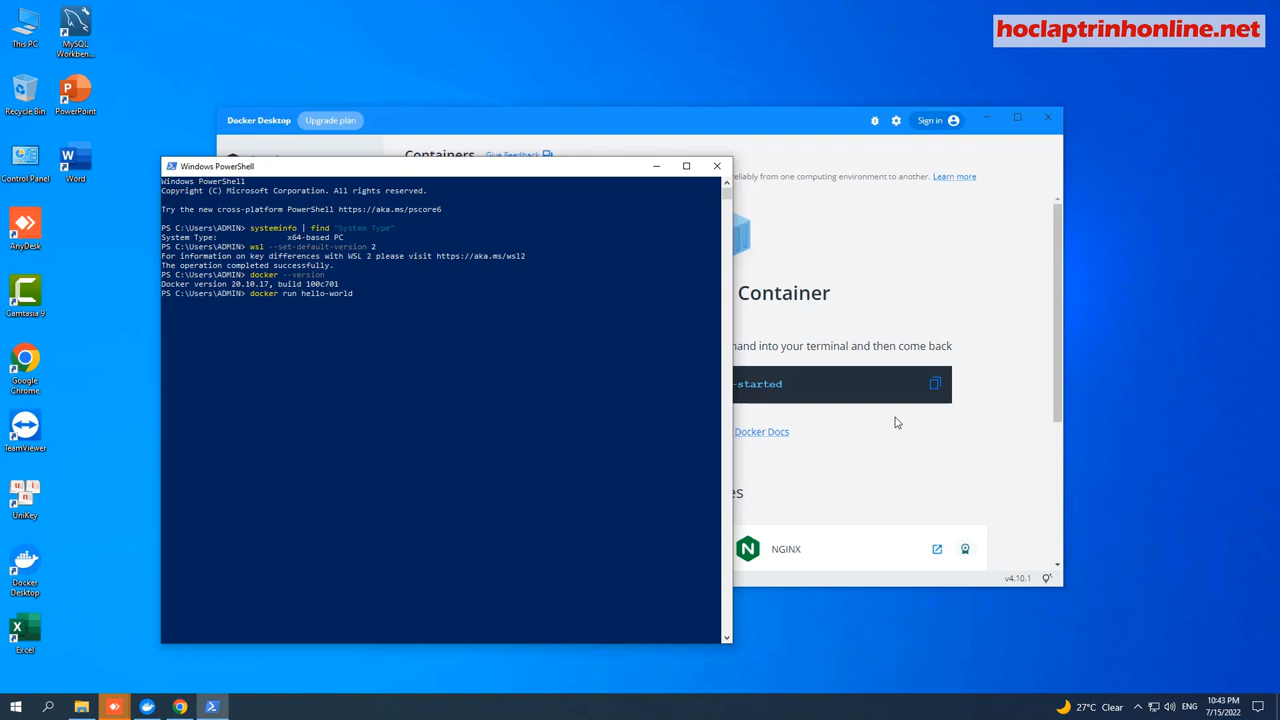 hoclaptrinhonline.net
This PC
MySQL
Workben...
Recycle Bin
PowerPoint
Control Panel
Word
AnyDesk
Camtasia 9
Google
Chrome
TeamViewer
UniKey
Docker
Desktop
Excel
Docker Desktop
Upgrade plan
Sign in
Containers
Give Feedback
reliably from one computing environment to another. Learn more
Windows PowerShell
Windows PowerShell
Copyright (C) Microsoft Corporation. All rights reserved.
Try the new cross-platform PowerShell https://aka.ms/pscore6
PS C:\Users\ADMIN> systeminfo | find "System Type"
System Type: x64-based PC
PS C:\Users\ADMIN> wsl --set-default-version 2
For information on key differences with WSL 2 please visit https://aka.ms/wsl2
The operation completed successfully.
PS C:\Users\ADMIN> docker --version
Docker version 20.10.17, build 100c701
PS C:\Users\ADMIN> docker run hello-world
Container
mand into your terminal and then come back
-started
Docker Docs
es
NGINX
v4.10.1
27°C Clear
ENG
10:43 PM
7/15/2022